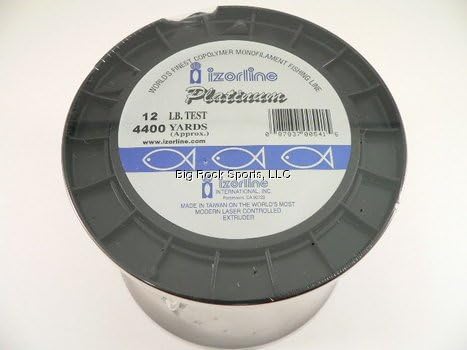 WORLD'S FINEST COPOLYMER MONOFILAMENT FISHING LINE
izorline
Platinum
12 LB. TEST
4400 YARDS
(Approx.)
www.izorline.com
Big Rock Sports, LLC
izorline
INTERNATIONAL, INC.
MADE IN TAIWAN ON THE WORLD'S MOST
MODERN LASER CONTROLLED
EXTRUDER